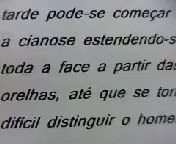 tarde pode-se começar
a cianose estendendo-s
toda a face a partir das
orelhas, até que se tor
difícil distinguir o home